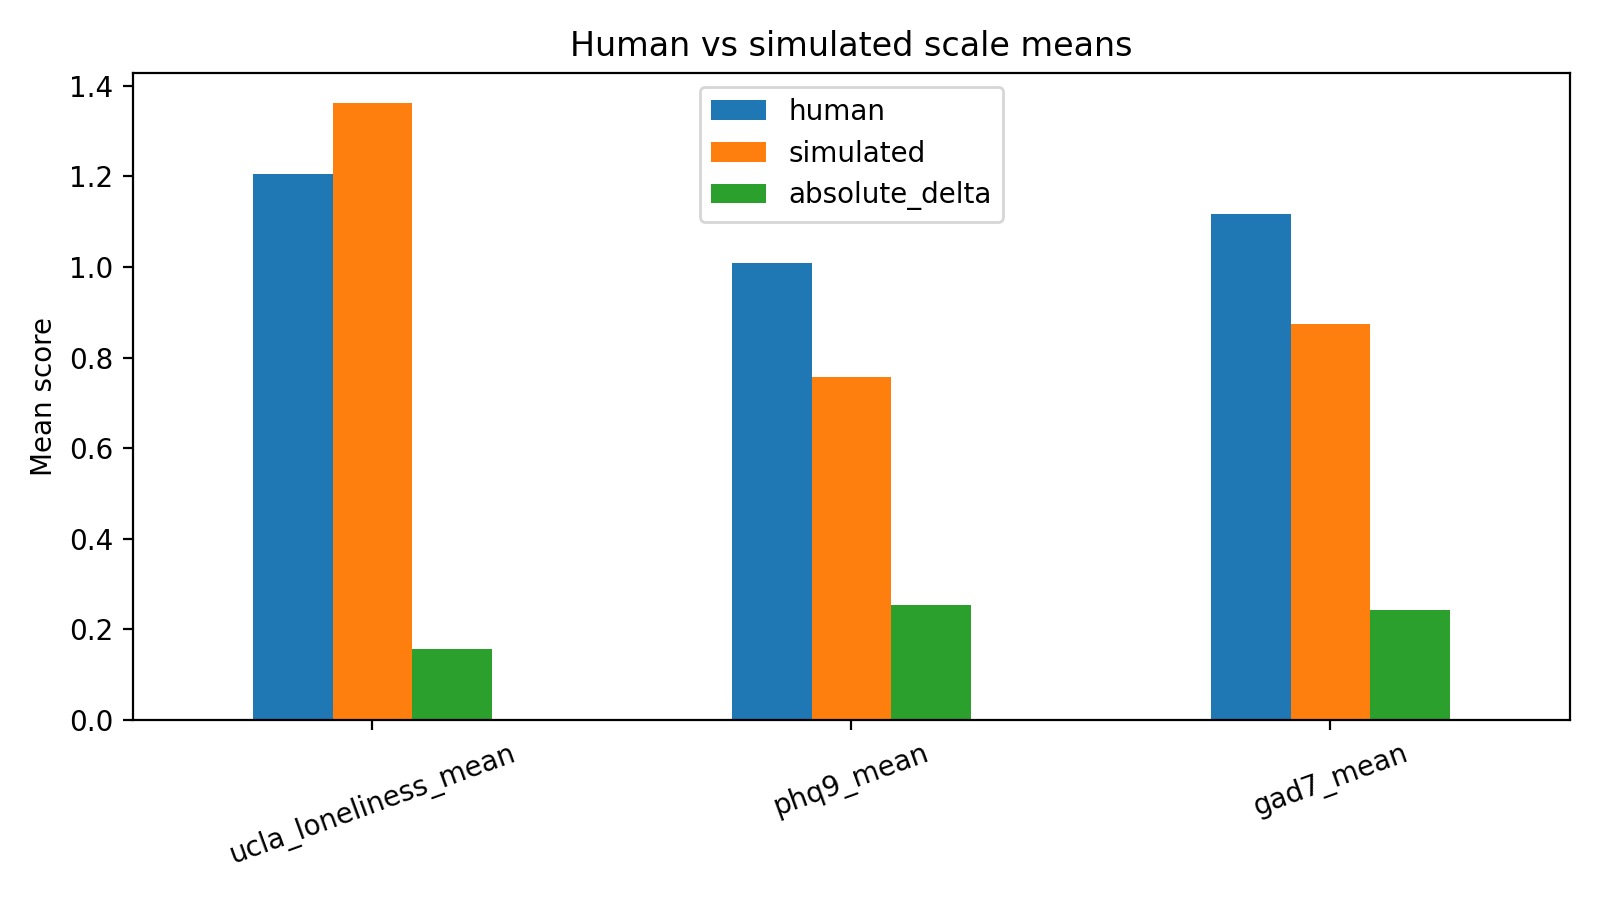 Human vs simulated scale means
human
simulated
absolute_delta
Mean score
1.4
1.2
1.0
0.8
0.6
0.4
0.2
0.0
ucla_loneliness_mean
phq9_mean
gad7_mean